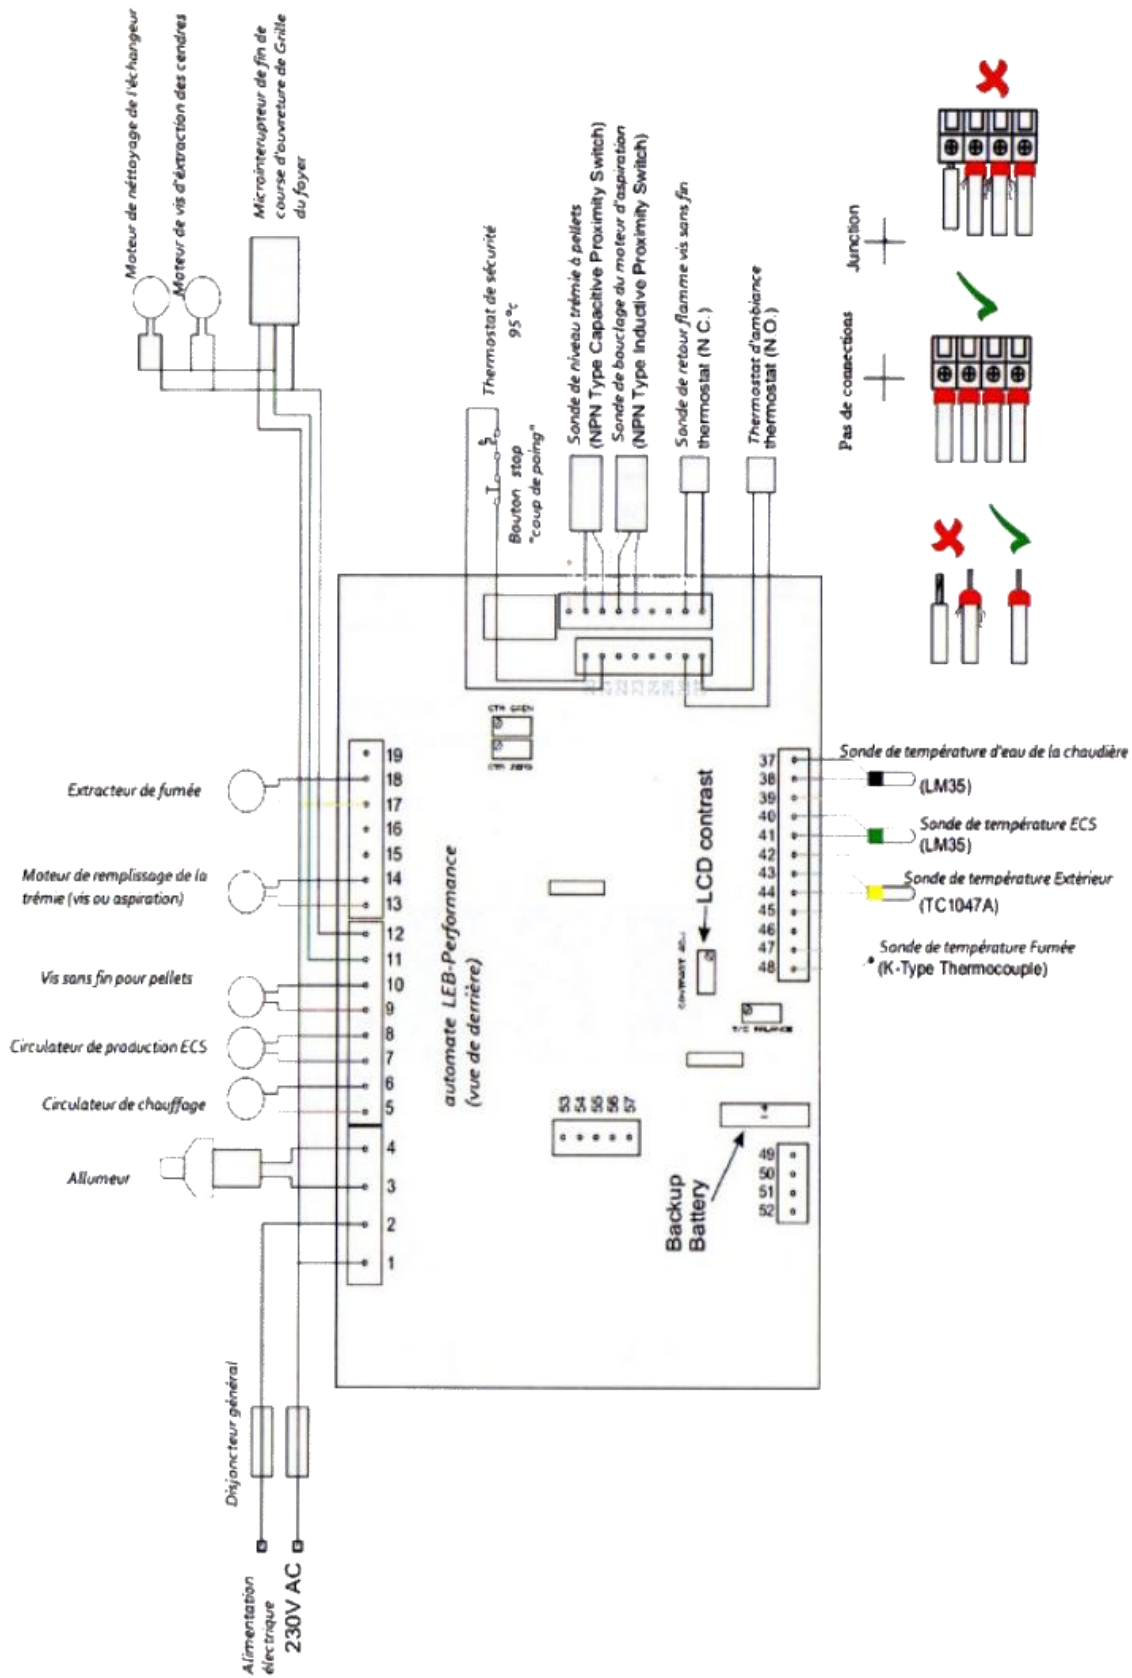 Moteur de néttoyage de l'échangeur
Moteur de vis d'éxtraction des cendres
Microinterupteur de fin de
course d'ouvreture de Grille
du foyer
Thermostat de sécurité
95°c
Bouton stop
"coup de poing"
Sonde de niveau trémie à pellets
(NPN Type Capacitive Proximity Switch)
Sonde de bouclage du moteur d'aspiration
(NPN Type Inductive Proximity Switch)
Sonde de retour flamme vis sans fin
thermostat (N C.)
Thermostat d'ambiance
thermostat (N O.)
Junction
Pas de connections
Extracteur de fumée
Moteur de remplissage de la
trémie (vis ou aspiration)
Vis sans fin pour pellets
Circulateur de production ECS
Circulateur de chauffage
Allumeur
Disjoncteur général
Alimentation
électrique
230V AC
19
18
17
16
15
14
13
12
11
10
9
8
7
6
5
4
3
2
1
automate LEB-Performance
(vue de derrière)
LCD contrast
CONTRAST ADJ
T/C BALANCE
Backup
Battery
53
54
55
56
57
49
50
51
52
37
38
39
40
41
42
43
44
45
46
47
48
Sonde de température d'eau de la chaudière
(LM35)
Sonde de température ECS
(LM35)
Sonde de température Extérieur
(TC1047A)
Sonde de température Fumée
(K-Type Thermocouple)